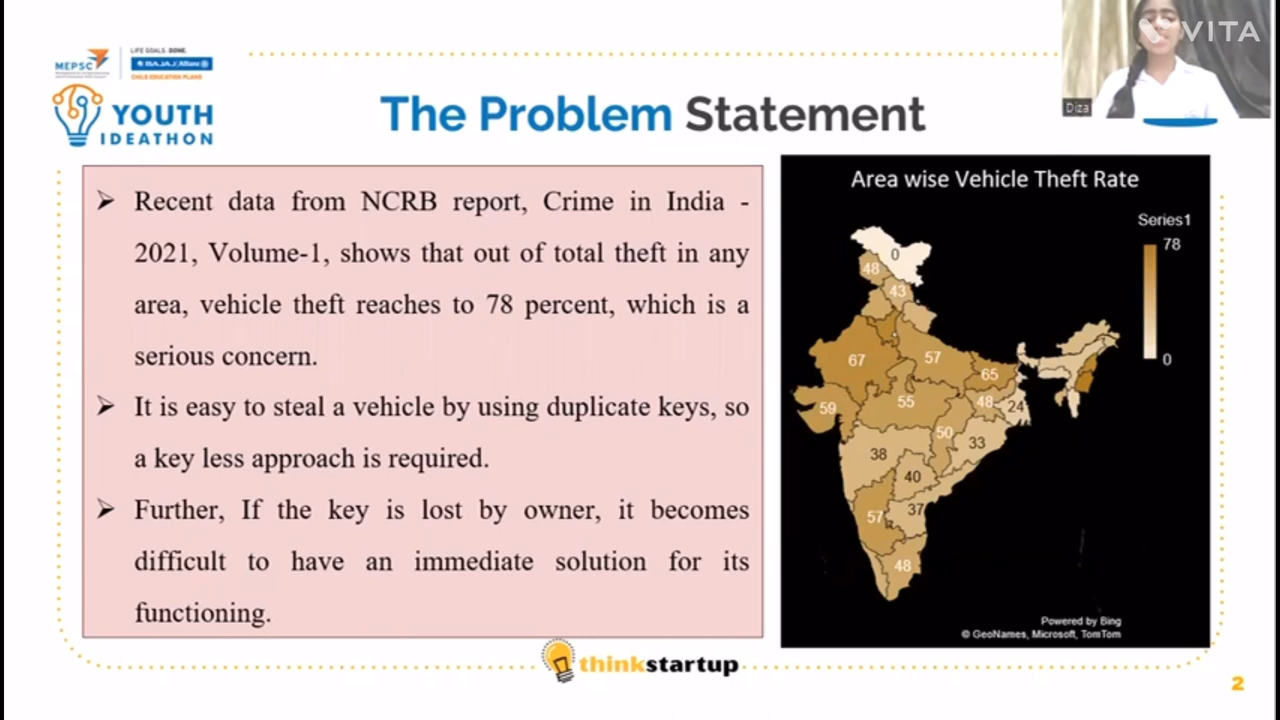 VITA
Diza
MEPSC
LIFE GOALS. DONE.
BAJAJ Allianz
CHILD EDUCATION PLANS
YOUTH
IDEATHON
The Problem Statement
➢ Recent data from NCRB report, Crime in India -
2021, Volume-1, shows that out of total theft in any
area, vehicle theft reaches to 78 percent, which is a
serious concern.
➢ It is easy to steal a vehicle by using duplicate keys, so
a key less approach is required.
➢ Further, If the key is lost by owner, it becomes
difficult to have an immediate solution for its
functioning.
Area wise Vehicle Theft Rate
Series1
78
0
0
48
43
67
57
65
59
55
48
24
50
33
38
40
37
57
48
Powered by Bing
© GeoNames, Microsoft, TomTom
thinkstartup
2